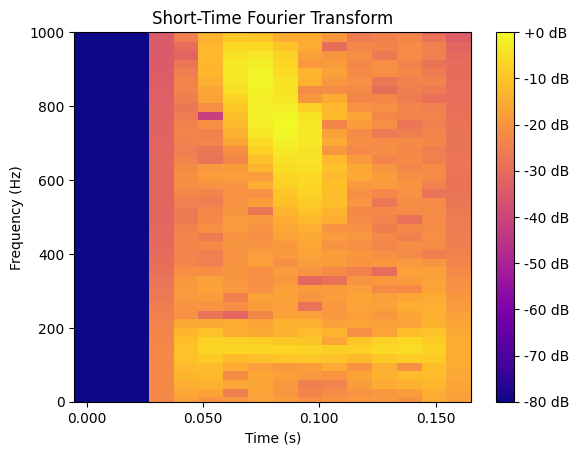 Short-Time Fourier Transform
Frequency (Hz)
1000
800
600
400
200
0
0.000
0.050
0.100
0.150
Time (s)
+0 dB
-10 dB
-20 dB
-30 dB
-40 dB
-50 dB
-60 dB
-70 dB
-80 dB